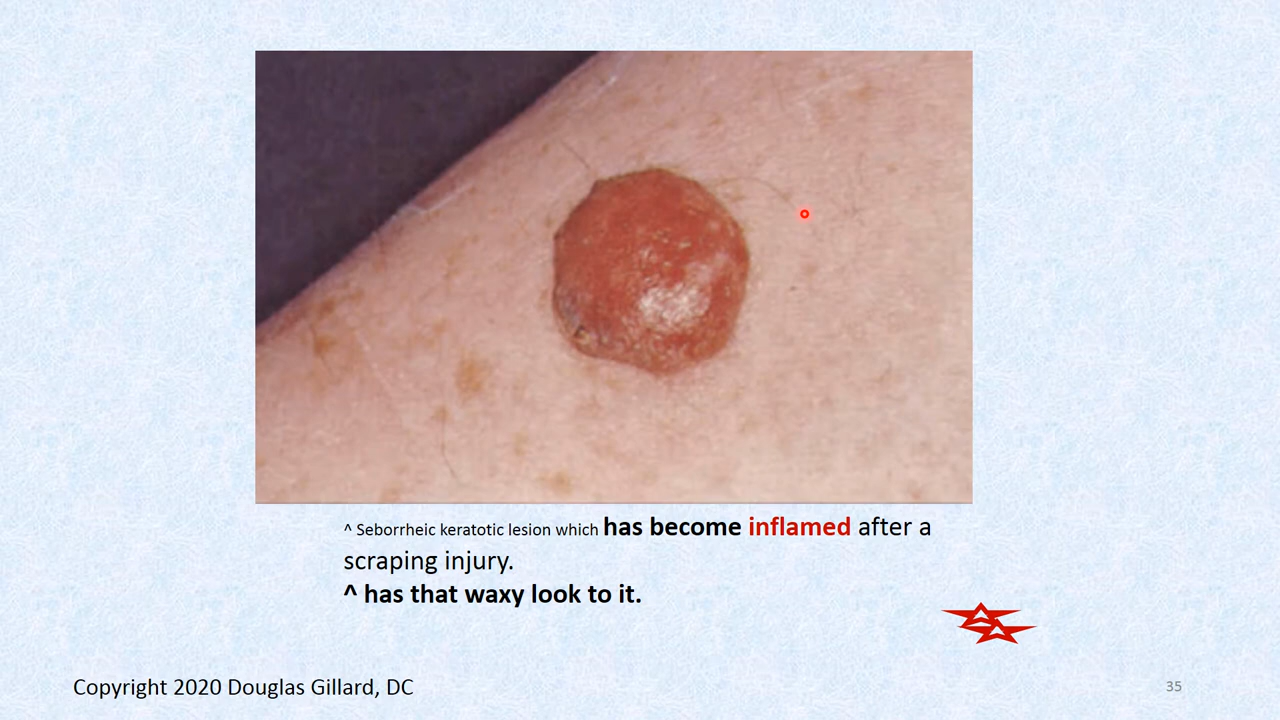 ^ Seborrheic keratotic lesion which has become inflamed after a
scraping injury.
^ has that waxy look to it.
Copyright 2020 Douglas Gillard, DC
35